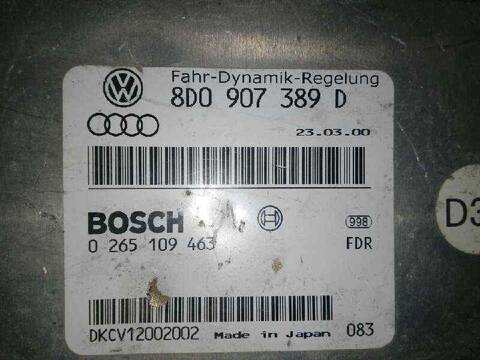 Fahr-Dynamik-Regelung
8D0 907 389 D
23.03.00
BOSCH
998
0 265 109 463
FDR
DKCV12002002 Made in Japan 083
D3